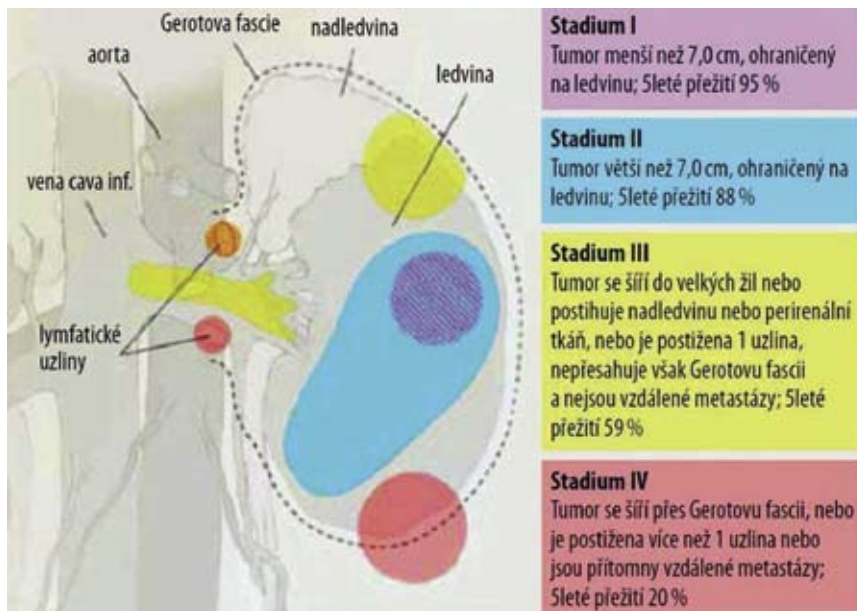 Gerotova fascie
nadledvina
aorta
ledvina
vena cava inf.
lymfatické
uzliny
Stadium I
Tumor menší než 7,0 cm, ohraničený
na ledvinu; 5leté přežití 95 %
Stadium II
Tumor větší než 7,0 cm, ohraničený na
ledvinu; 5leté přežití 88 %
Stadium III
Tumor se šíří do velkých žil nebo
postihuje nadledvinu nebo perirenální
tkáň, nebo je postižena 1 uzlina,
nepřesahuje však Gerotovu fascii
a nejsou vzdálené metastázy; 5leté
přežití 59 %
Stadium IV
Tumor se šíří přes Gerotovu fascii, nebo
je postižena více než 1 uzlina nebo
jsou přítomny vzdálené metastázy;
5leté přežití 20 %